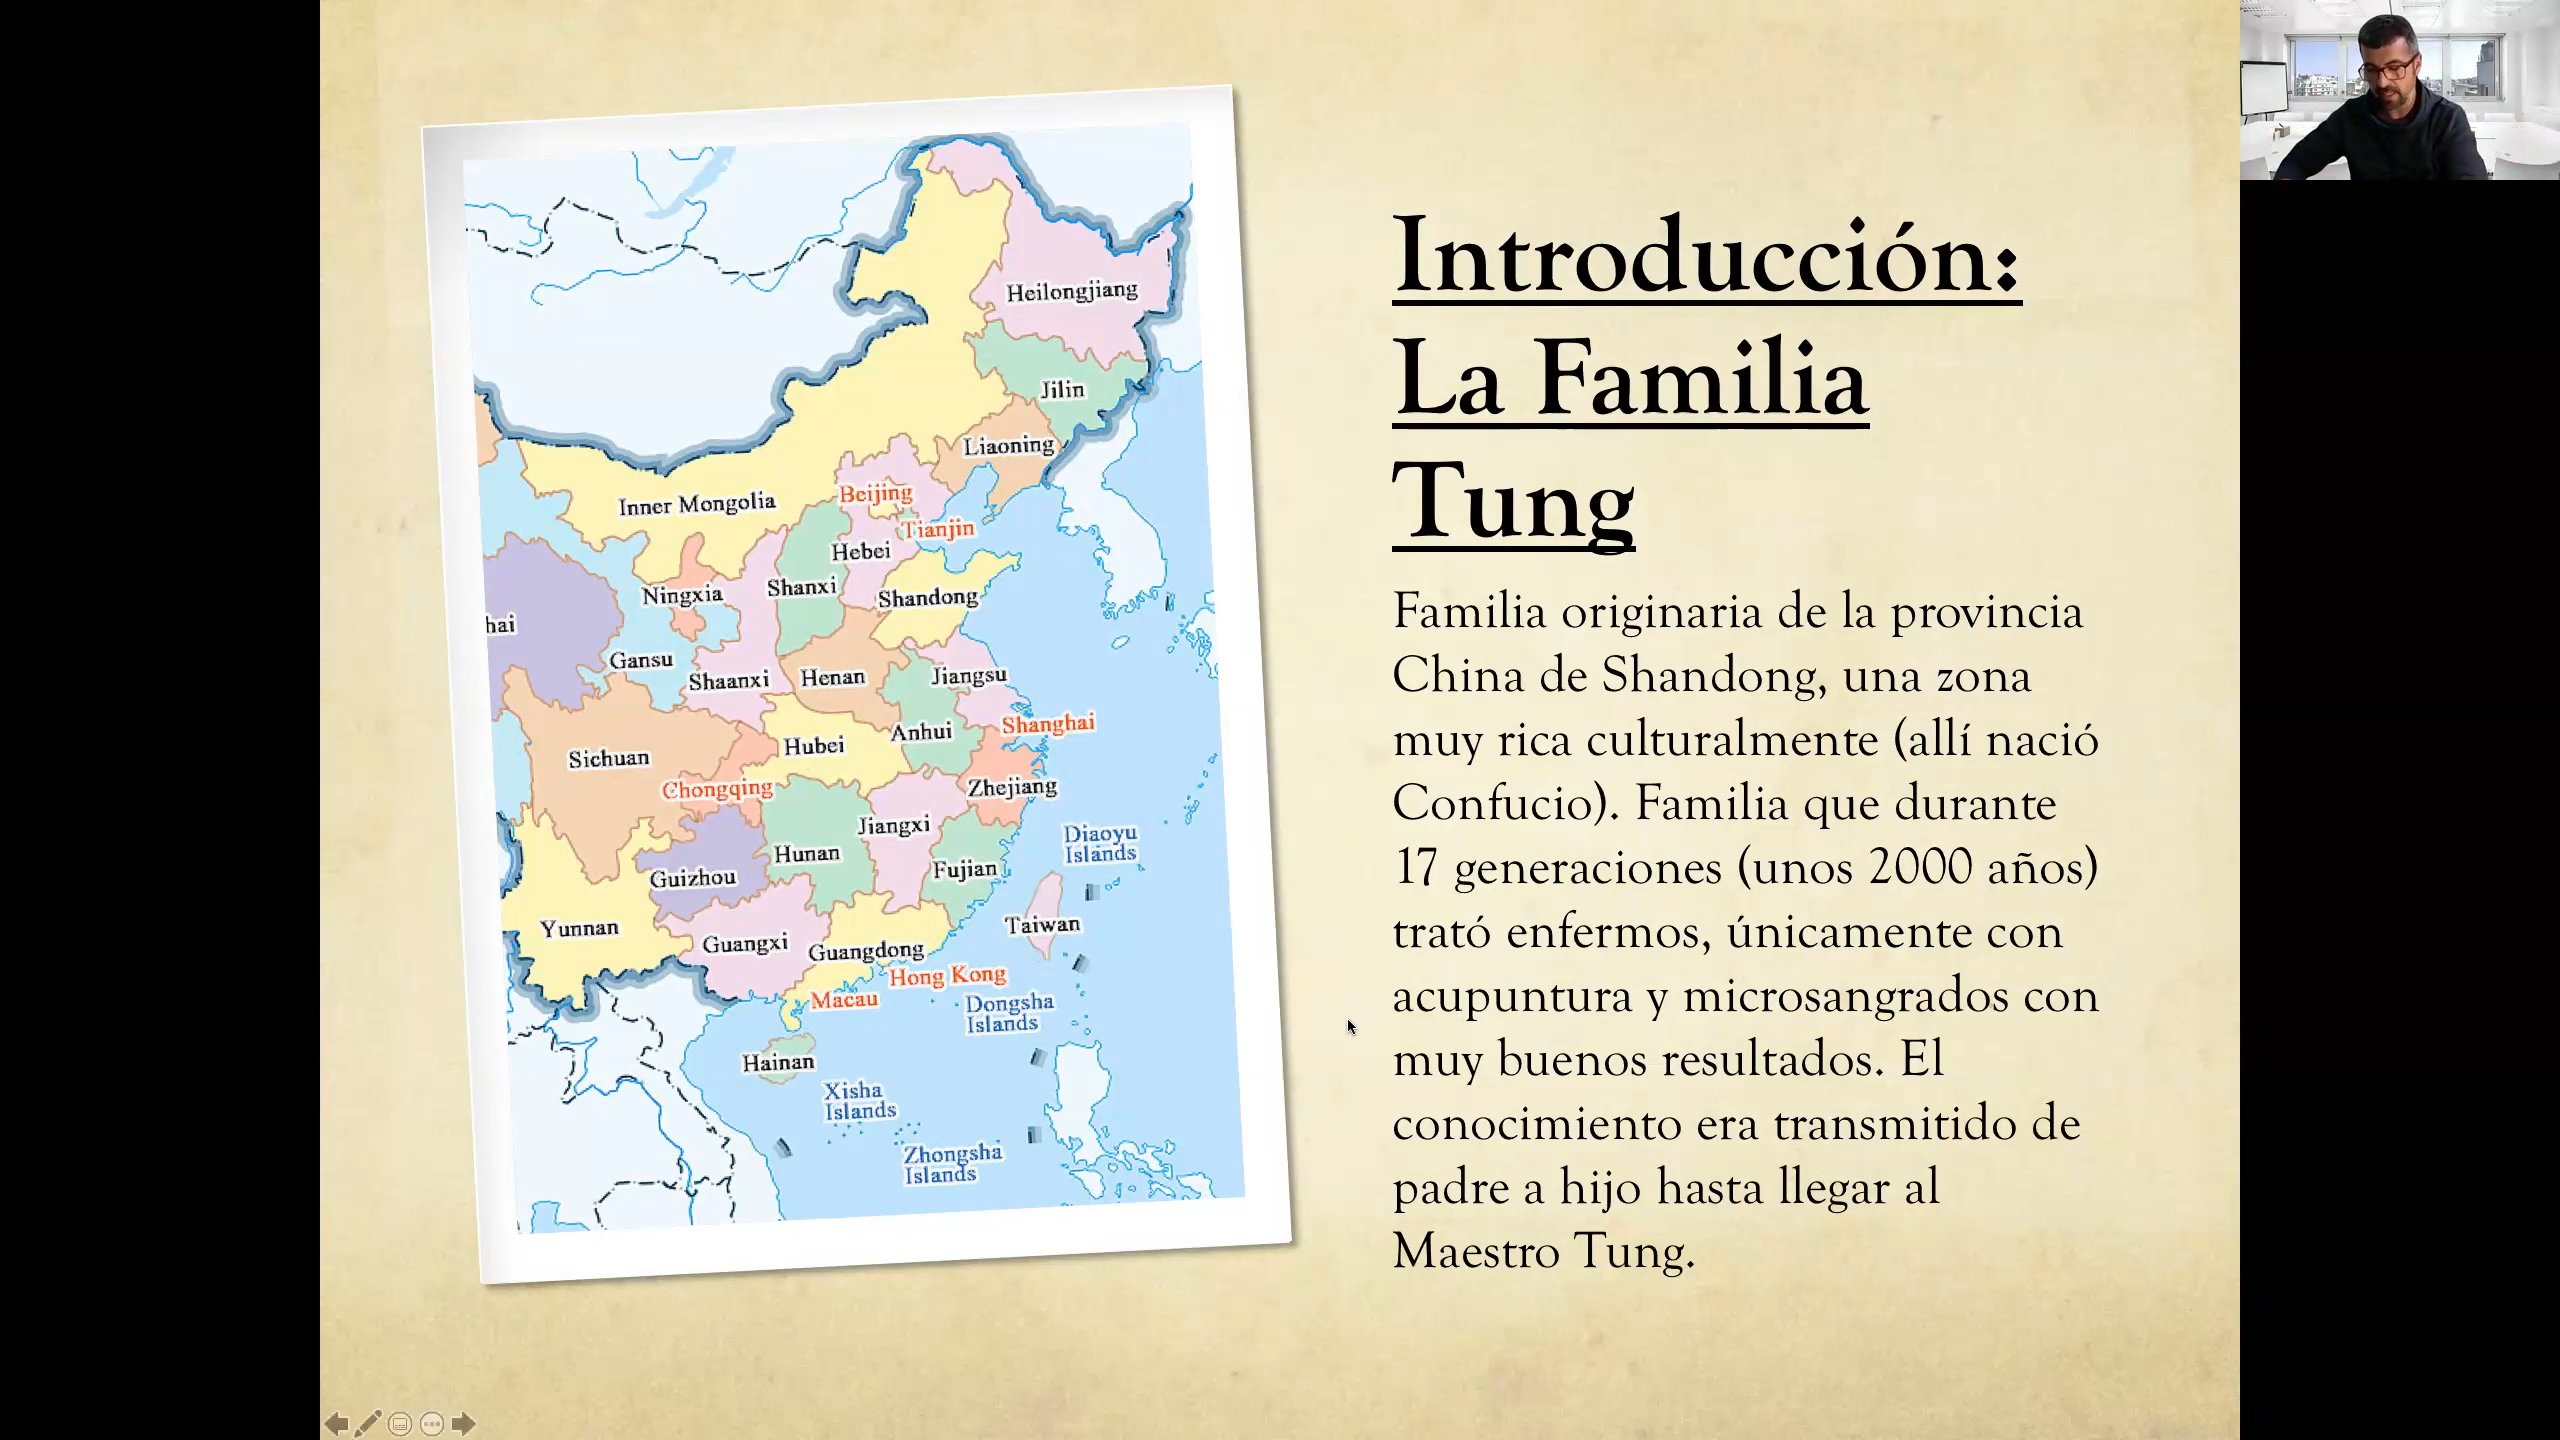 Introducción:
La Familia
Tung
Familia originaria de la provincia
China de Shandong, una zona
muy rica culturalmente (allí nació
Confucio). Familia que durante
17 generaciones (unos 2000 años)
trató enfermos, únicamente con
acupuntura y microsangrados con
muy buenos resultados. El
conocimiento era transmitido de
padre a hijo hasta llegar al
Maestro Tung.
Heilongjiang
Jilin
Liaoning
Inner Mongolia
Beijing
Tianjin
Hebei
Shanxi
Shandong
Ningxia
hai
Gansu
Shaanxi
Henan
Jiangsu
Shanghai
Anhui
Hubei
Sichuan
Chongqing
Zhejiang
Jiangxi
Diaoyu
Islands
Hunan
Fujian
Guizhou
Taiwan
Yunnan
Guangxi
Guangdong
Hong Kong
Macau
Dongsha
Islands
Hainan
Xisha
Islands
Zhongsha
Islands